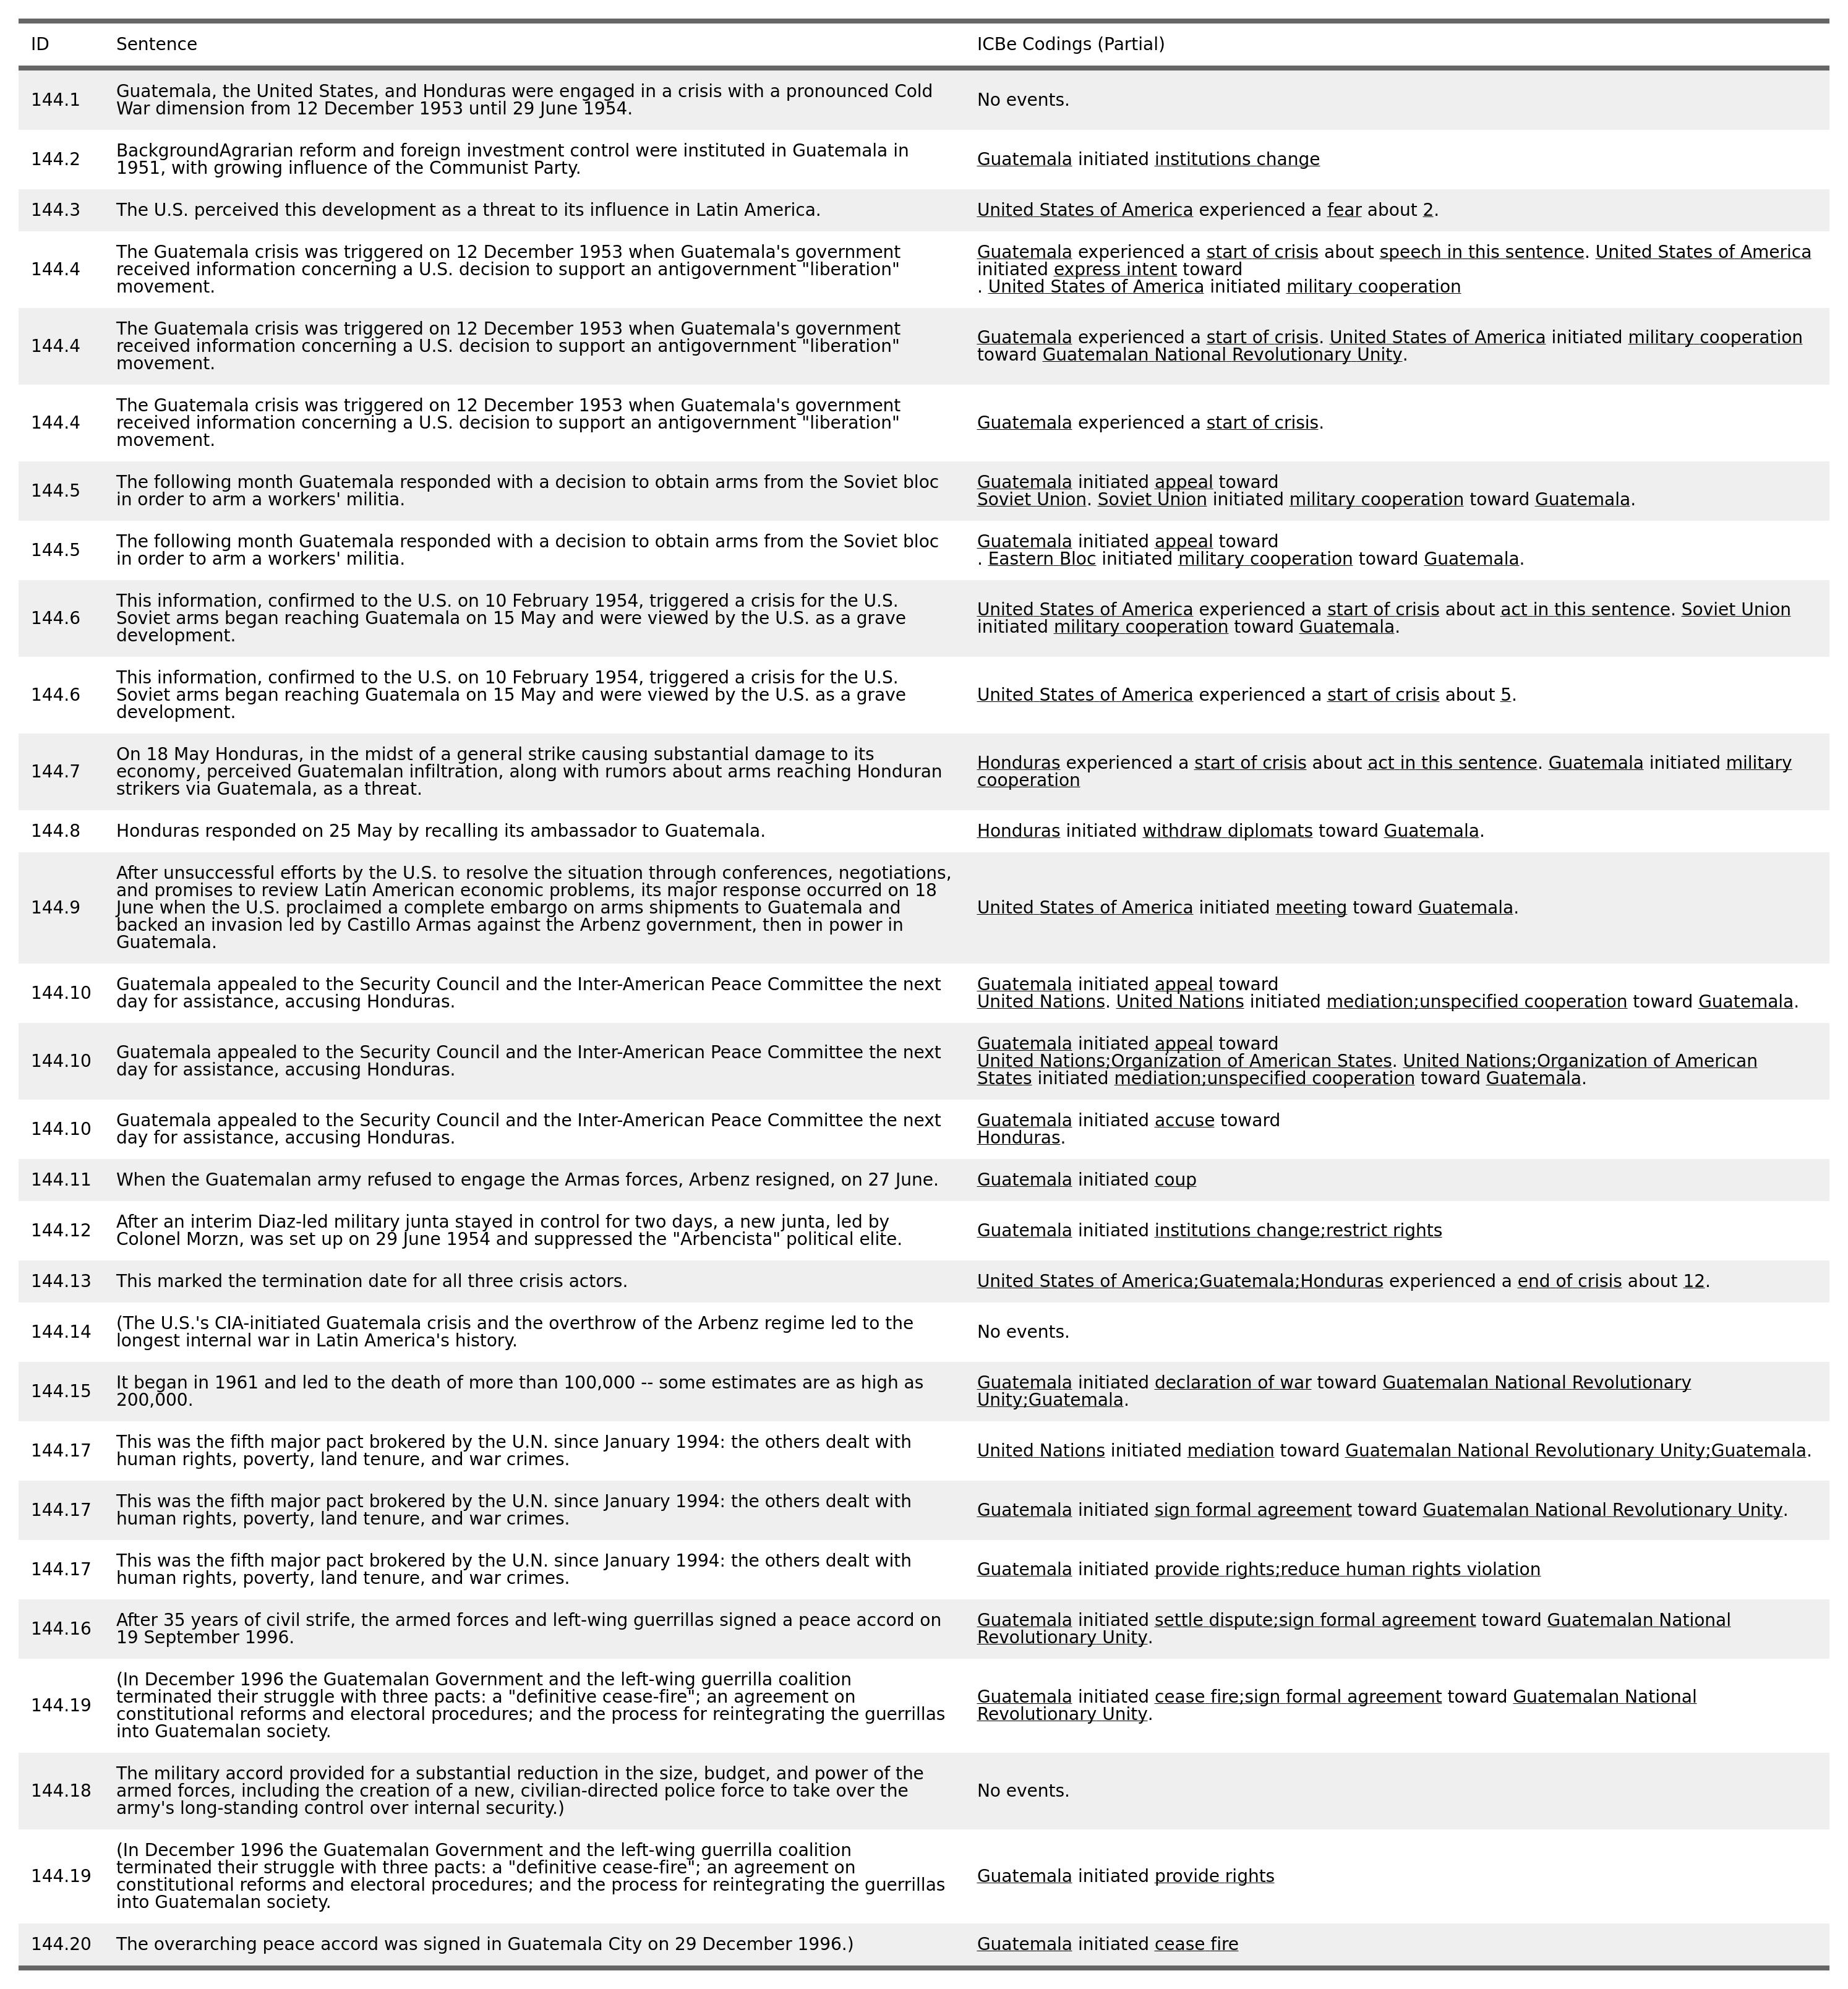 ID Sentence ICBe Codings (Partial)
144.1 Guatemala, the United States, and Honduras were engaged in a crisis with a pronounced Cold
War dimension from 12 December 1953 until 29 June 1954.
No events.
144.2 BackgroundAgrarian reform and foreign investment control were instituted in Guatemala in
1951, with growing influence of the Communist Party.
Guatemala initiated institutions change
144.3 The U.S. perceived this development as a threat to its influence in Latin America.
United States of America experienced a fear about 2.
144.4 The Guatemala crisis was triggered on 12 December 1953 when Guatemala's government
received information concerning a U.S. decision to support an antigovernment "liberation"
movement.
Guatemala experienced a start of crisis about speech in this sentence. United States of America
initiated express intent toward
. United States of America initiated military cooperation
144.4 The Guatemala crisis was triggered on 12 December 1953 when Guatemala's government
received information concerning a U.S. decision to support an antigovernment "liberation"
movement.
Guatemala experienced a start of crisis. United States of America initiated military cooperation
toward Guatemalan National Revolutionary Unity.
144.4 The Guatemala crisis was triggered on 12 December 1953 when Guatemala's government
received information concerning a U.S. decision to support an antigovernment "liberation"
movement.
Guatemala experienced a start of crisis.
144.5 The following month Guatemala responded with a decision to obtain arms from the Soviet bloc
in order to arm a workers' militia.
Guatemala initiated appeal toward
Soviet Union. Soviet Union initiated military cooperation toward Guatemala.
144.5 The following month Guatemala responded with a decision to obtain arms from the Soviet bloc
in order to arm a workers' militia.
Guatemala initiated appeal toward
. Eastern Bloc initiated military cooperation toward Guatemala.
144.6 This information, confirmed to the U.S. on 10 February 1954, triggered a crisis for the U.S.
Soviet arms began reaching Guatemala on 15 May and were viewed by the U.S. as a grave
development.
United States of America experienced a start of crisis about act in this sentence. Soviet Union
initiated military cooperation toward Guatemala.
144.6 This information, confirmed to the U.S. on 10 February 1954, triggered a crisis for the U.S.
Soviet arms began reaching Guatemala on 15 May and were viewed by the U.S. as a grave
development.
United States of America experienced a start of crisis about 5.
144.7 On 18 May Honduras, in the midst of a general strike causing substantial damage to its
economy, perceived Guatemalan infiltration, along with rumors about arms reaching Honduran
strikers via Guatemala, as a threat.
Honduras experienced a start of crisis about act in this sentence. Guatemala initiated military
cooperation
144.8 Honduras responded on 25 May by recalling its ambassador to Guatemala.
Honduras initiated withdraw diplomats toward Guatemala.
144.9 After unsuccessful efforts by the U.S. to resolve the situation through conferences, negotiations,
and promises to review Latin American economic problems, its major response occurred on 18
June when the U.S. proclaimed a complete embargo on arms shipments to Guatemala and
backed an invasion led by Castillo Armas against the Arbenz government, then in power in
Guatemala.
United States of America initiated meeting toward Guatemala.
144.10 Guatemala appealed to the Security Council and the Inter-American Peace Committee the next
day for assistance, accusing Honduras.
Guatemala initiated appeal toward
United Nations. United Nations initiated mediation;unspecified cooperation toward Guatemala.
144.10 Guatemala appealed to the Security Council and the Inter-American Peace Committee the next
day for assistance, accusing Honduras.
Guatemala initiated appeal toward
United Nations;Organization of American States. United Nations;Organization of American
States initiated mediation;unspecified cooperation toward Guatemala.
144.10 Guatemala appealed to the Security Council and the Inter-American Peace Committee the next
day for assistance, accusing Honduras.
Guatemala initiated accuse toward
Honduras.
144.11 When the Guatemalan army refused to engage the Armas forces, Arbenz resigned, on 27 June.
Guatemala initiated coup
144.12 After an interim Diaz-led military junta stayed in control for two days, a new junta, led by
Colonel Morzn, was set up on 29 June 1954 and suppressed the "Arbencista" political elite.
Guatemala initiated institutions change;restrict rights
144.13 This marked the termination date for all three crisis actors.
United States of America;Guatemala;Honduras experienced a end of crisis about 12.
144.14 (The U.S.'s CIA-initiated Guatemala crisis and the overthrow of the Arbenz regime led to the
longest internal war in Latin America's history.
No events.
144.15 It began in 1961 and led to the death of more than 100,000 -- some estimates are as high as
200,000.
Guatemala initiated declaration of war toward Guatemalan National Revolutionary
Unity;Guatemala.
144.17 This was the fifth major pact brokered by the U.N. since January 1994: the others dealt with
human rights, poverty, land tenure, and war crimes.
United Nations initiated mediation toward Guatemalan National Revolutionary Unity;Guatemala.
144.17 This was the fifth major pact brokered by the U.N. since January 1994: the others dealt with
human rights, poverty, land tenure, and war crimes.
Guatemala initiated sign formal agreement toward Guatemalan National Revolutionary Unity.
144.17 This was the fifth major pact brokered by the U.N. since January 1994: the others dealt with
human rights, poverty, land tenure, and war crimes.
Guatemala initiated provide rights;reduce human rights violation
144.16 After 35 years of civil strife, the armed forces and left-wing guerrillas signed a peace accord on
19 September 1996.
Guatemala initiated settle dispute;sign formal agreement toward Guatemalan National
Revolutionary Unity.
144.19 (In December 1996 the Guatemalan Government and the left-wing guerrilla coalition
terminated their struggle with three pacts: a "definitive cease-fire"; an agreement on
constitutional reforms and electoral procedures; and the process for reintegrating the guerrillas
into Guatemalan society.
Guatemala initiated cease fire;sign formal agreement toward Guatemalan National
Revolutionary Unity.
144.18 The military accord provided for a substantial reduction in the size, budget, and power of the
armed forces, including the creation of a new, civilian-directed police force to take over the
army's long-standing control over internal security.)
No events.
144.19 (In December 1996 the Guatemalan Government and the left-wing guerrilla coalition
terminated their struggle with three pacts: a "definitive cease-fire"; an agreement on
constitutional reforms and electoral procedures; and the process for reintegrating the guerrillas
into Guatemalan society.
Guatemala initiated provide rights
144.20 The overarching peace accord was signed in Guatemala City on 29 December 1996.)
Guatemala initiated cease fire